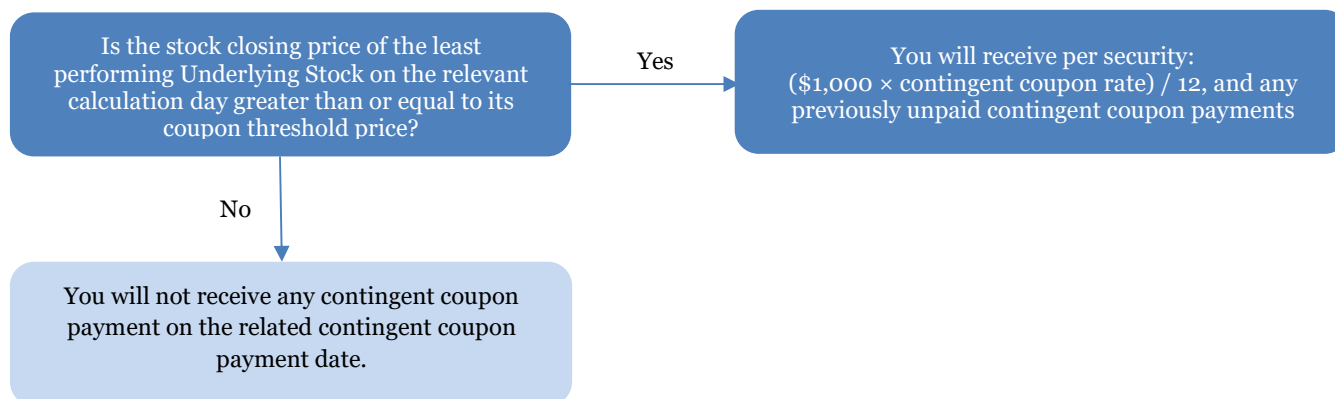 Is the stock closing price of the least
performing Underlying Stock on the relevant
calculation day greater than or equal to its
coupon threshold price?
Yes
You will receive per security:
($1,000 × contingent coupon rate) / 12, and any
previously unpaid contingent coupon payments
No
You will not receive any contingent coupon
payment on the related contingent coupon
payment date.